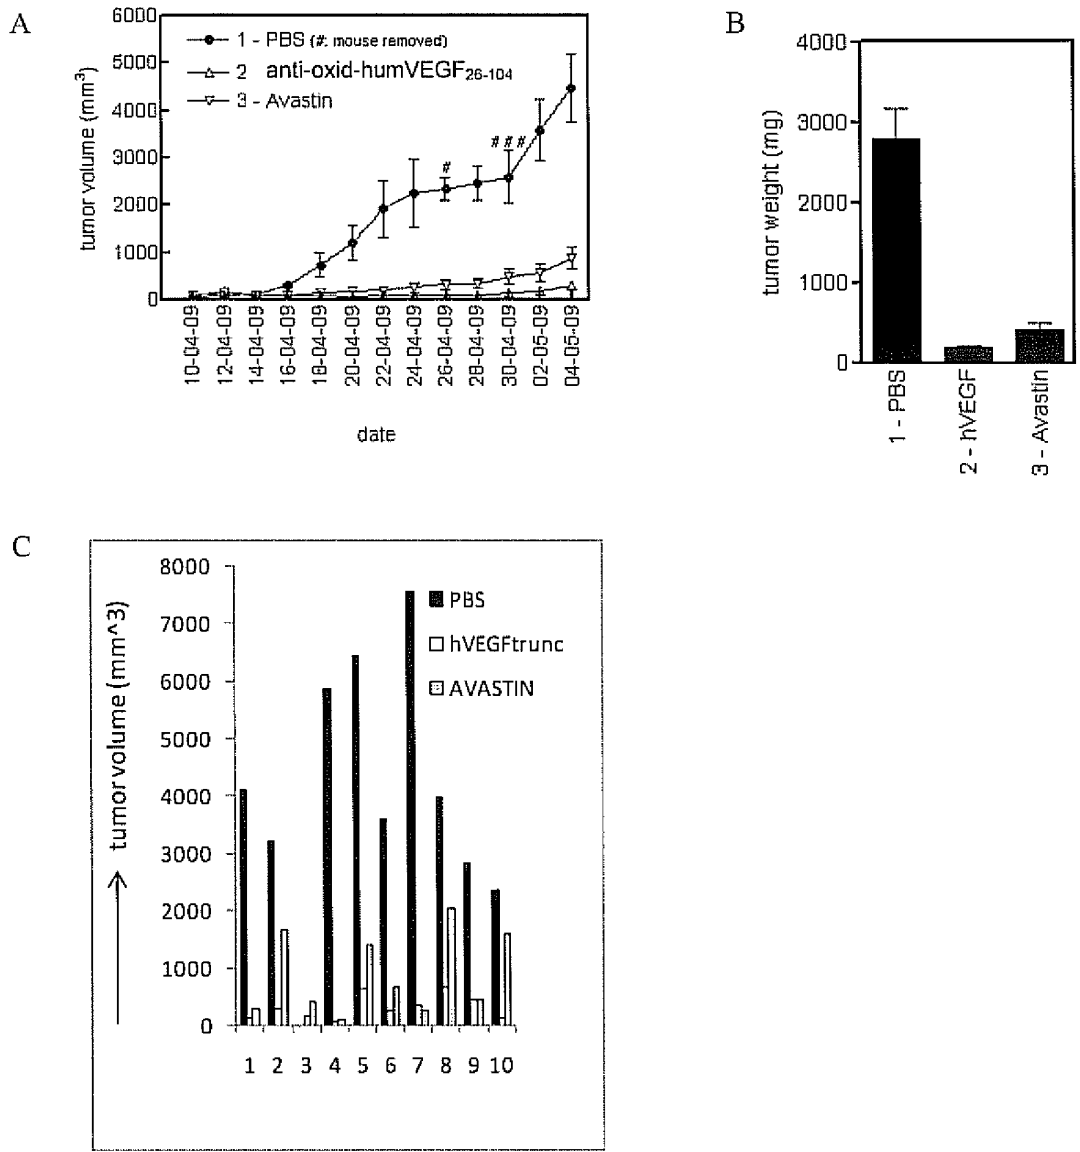 A
tumor volume (mm³)
6000
5000
4000
3000
2000
1000
0
1 - PBS (#: mouse removed)
2 anti-oxid-humVEGF26-104
3 - Avastin
#
###
10-04-09
12-04-09
14-04-09
16-04-09
18-04-09
20-04-09
22-04-09
24-04-09
26-04-09
28-04-09
30-04-09
02-05-09
04-05-09
date
B
tumor weight (mg)
4000
3000
2000
1000
0
1 - PBS
2 - hVEGF
3 - Avastin
C
tumor volume (mm^3)
8000
7000
6000
5000
4000
3000
2000
1000
0
PBS
hVEGFtrunc
AVASTIN
1 2 3 4 5 6 7 8 9 10